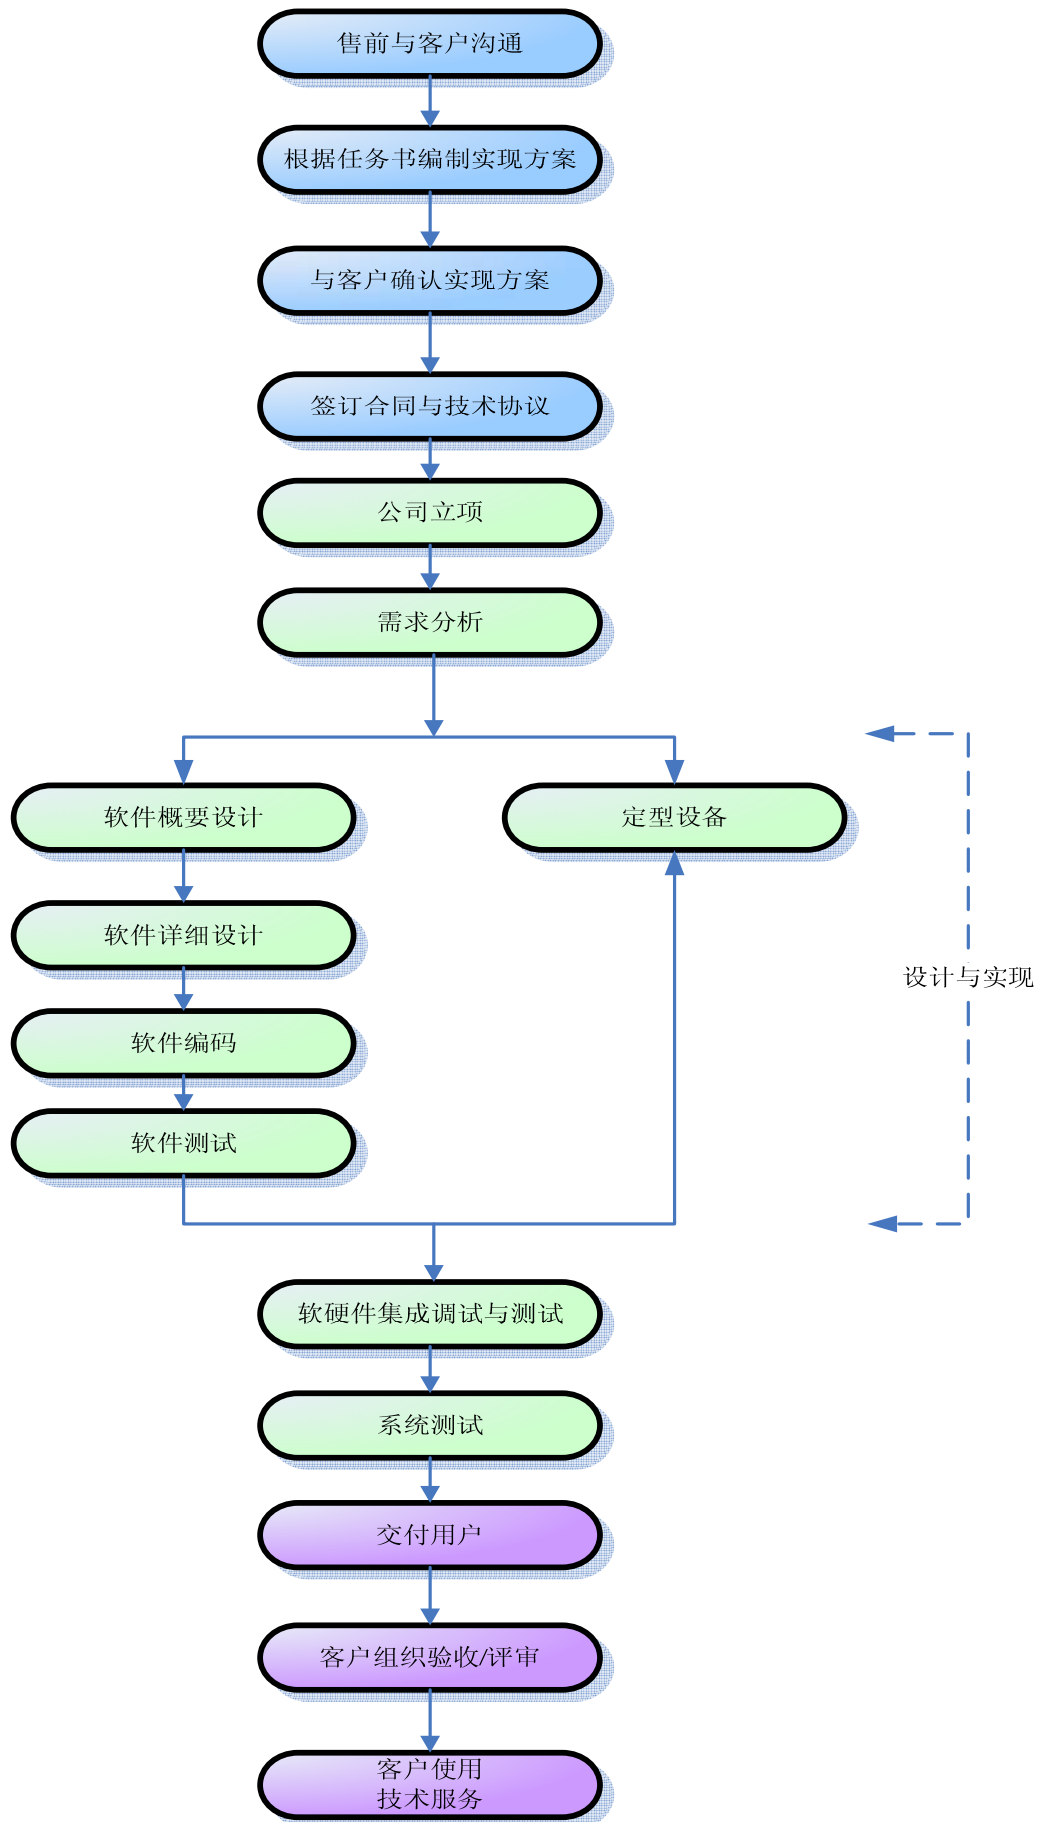 售前与客户沟通
根据任务书编制实现方案
与客户确认实现方案
签订合同与技术协议
公司立项
需求分析
软件概要设计
定型设备
软件详细设计
设计与实现
软件编码
软件测试
软硬件集成调试与测试
系统测试
交付用户
客户组织验收/评审
客户使用
技术服务